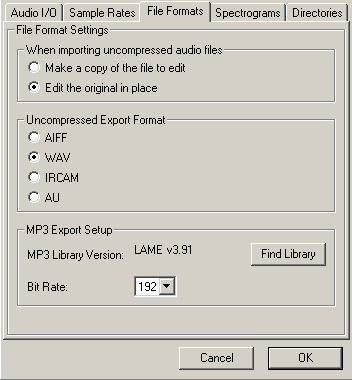 Audio I/O Sample Rates File Formats Spectrograms Directories
File Format Settings
When importing uncompressed audio files
Make a copy of the file to edit
Edit the original in place
Uncompressed Export Format
AIFF
WAV
IRCAM
AU
MP3 Export Setup
MP3 Library Version: LAME v3.91 Find Library
Bit Rate: 192
Cancel OK